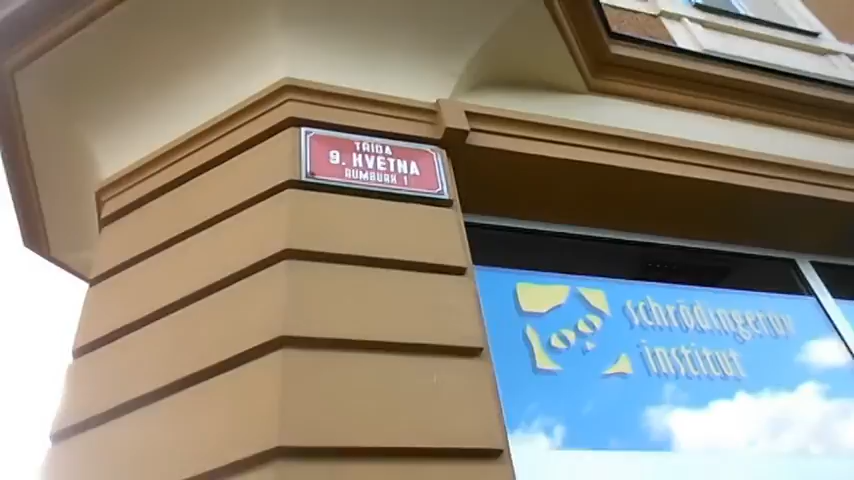 TŘÍDA
9. KVĚTNA
RUMBURK 1
schrödingerův
institut